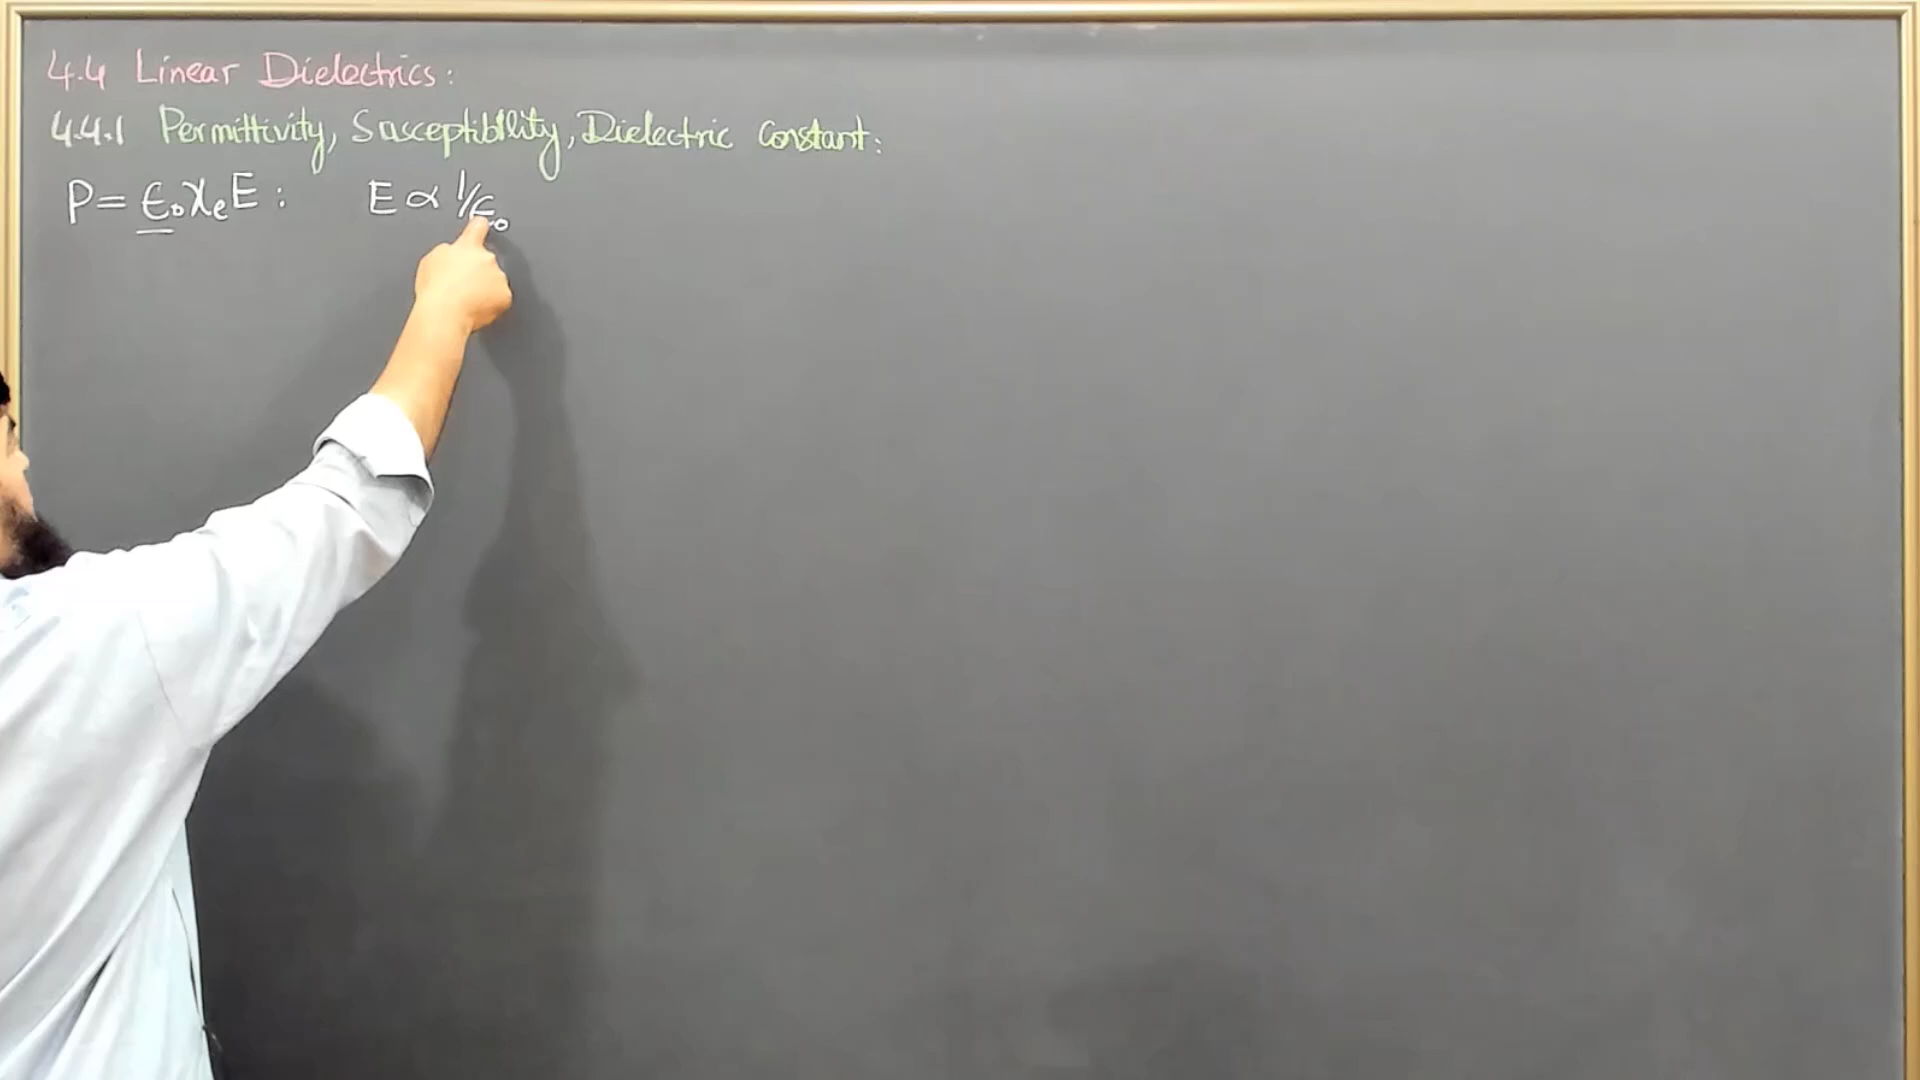 4.4 Linear Dielectrics:
4.4.1 Permittivity, Susceptibility, Dielectric Constant:
P = ϵ₀χₑE : E ∝ 1/ϵ₀